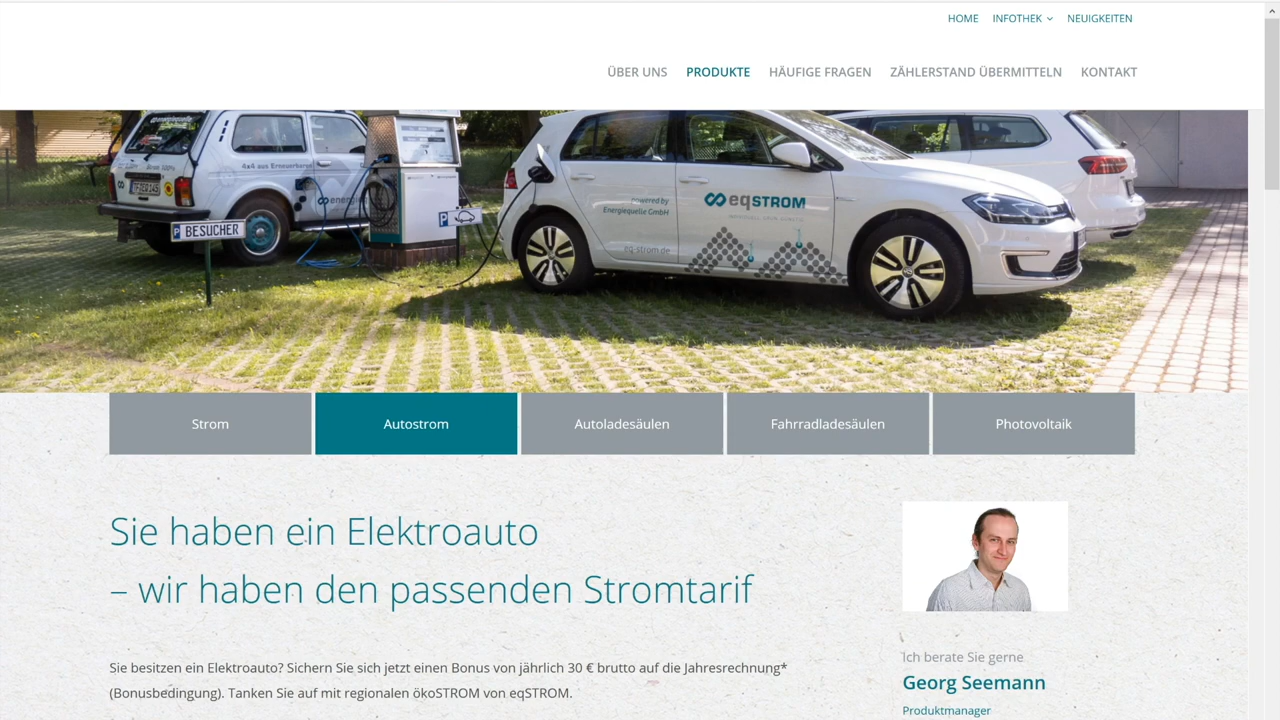 HOME INFOTHEK NEUIGKEITEN
ÜBER UNS PRODUKTE HÄUFIGE FRAGEN ZÄHLERSTAND ÜBERMITTELN KONTAKT
4x4 aus Erneuerbaren
P BESUCHER
P
powered by
Energiequelle GmbH
eqSTROM
eq-strom.de
Strom
Autostrom
Autoladesäulen
Fahrradladesäulen
Photovoltaik
Sie haben ein Elektroauto
– wir haben den passenden Stromtarif
Sie besitzen ein Elektroauto? Sichern Sie sich jetzt einen Bonus von jährlich 30 € brutto auf die Jahresrechnung*
(Bonusbedingung). Tanken Sie auf mit regionalen ökoSTROM von eqSTROM.
Ich berate Sie gerne
Georg Seemann
Produktmanager